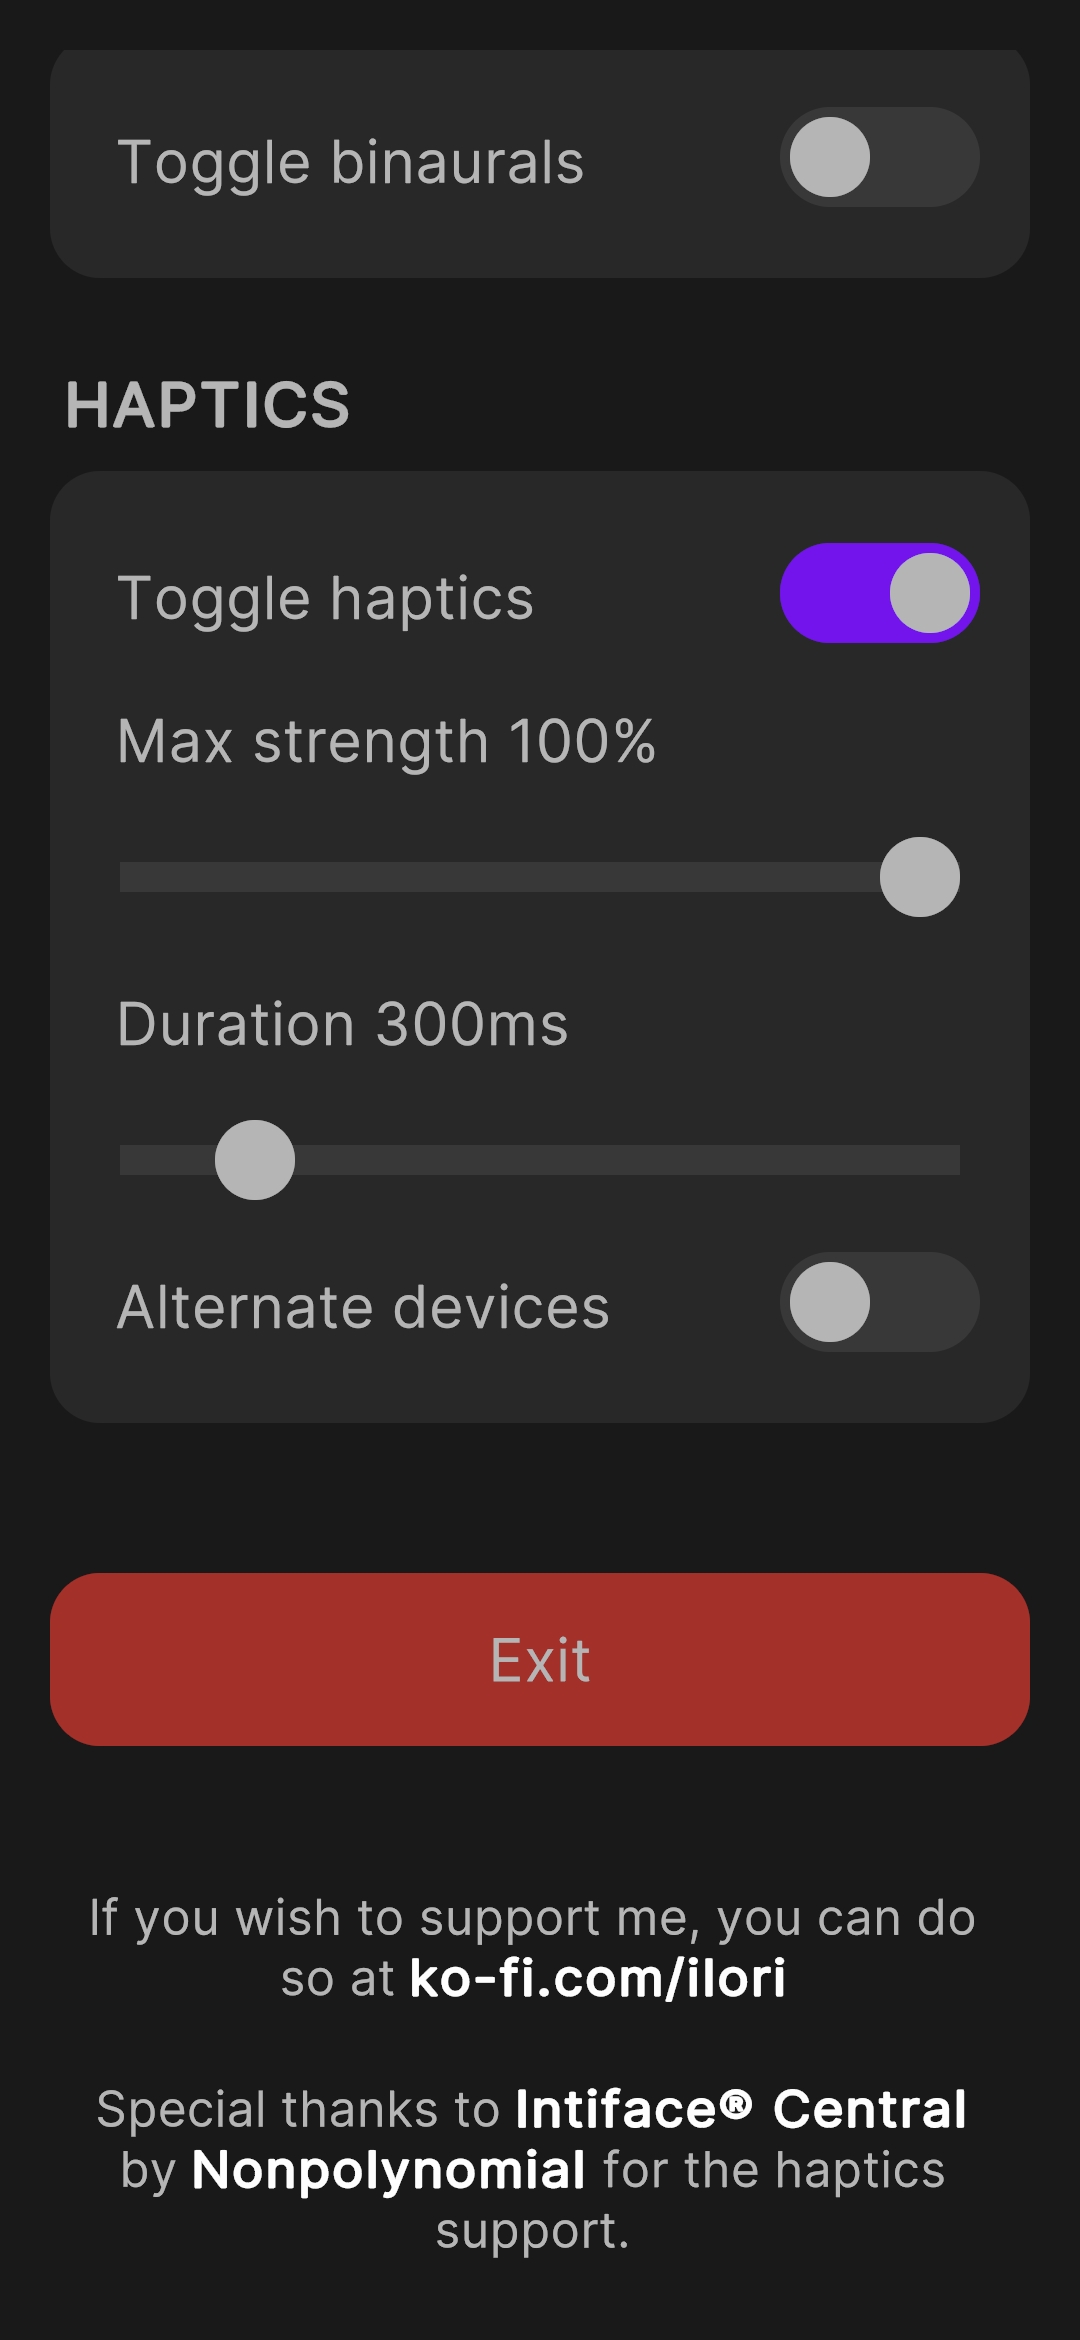 Toggle binaurals
HAPTICS
Toggle haptics
Max strength 100%
Duration 300ms
Alternate devices
Exit
If you wish to support me, you can do
so at ko-fi.com/ilori
Special thanks to Intiface® Central
by Nonpolynomial for the haptics
support.